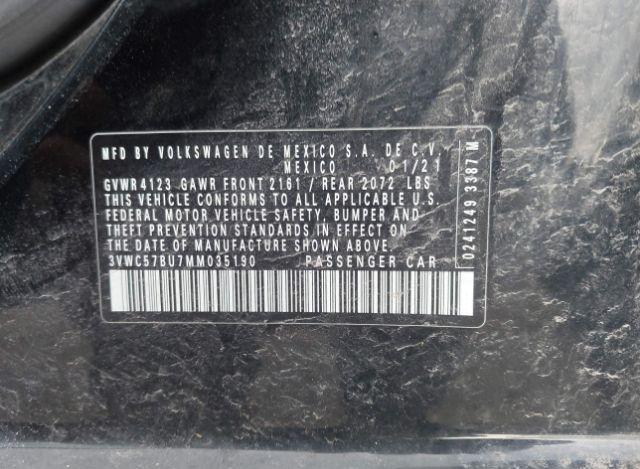 MFD BY VOLKSWAGEN DE MEXICO S.A. DE C.V.
MEXICO 01/21
GVWR 4123 GAWR FRONT 2161 / REAR 2072 LBS
THIS VEHICLE CONFORMS TO ALL APPLICABLE U.S.
FEDERAL MOTOR VEHICLE SAFETY, BUMPER AND
THEFT PREVENTION STANDARDS IN EFFECT ON
THE DATE OF MANUFACTURE SHOWN ABOVE.
3VWC57BU7MM035190 PASSENGER CAR
0241249 3387 M